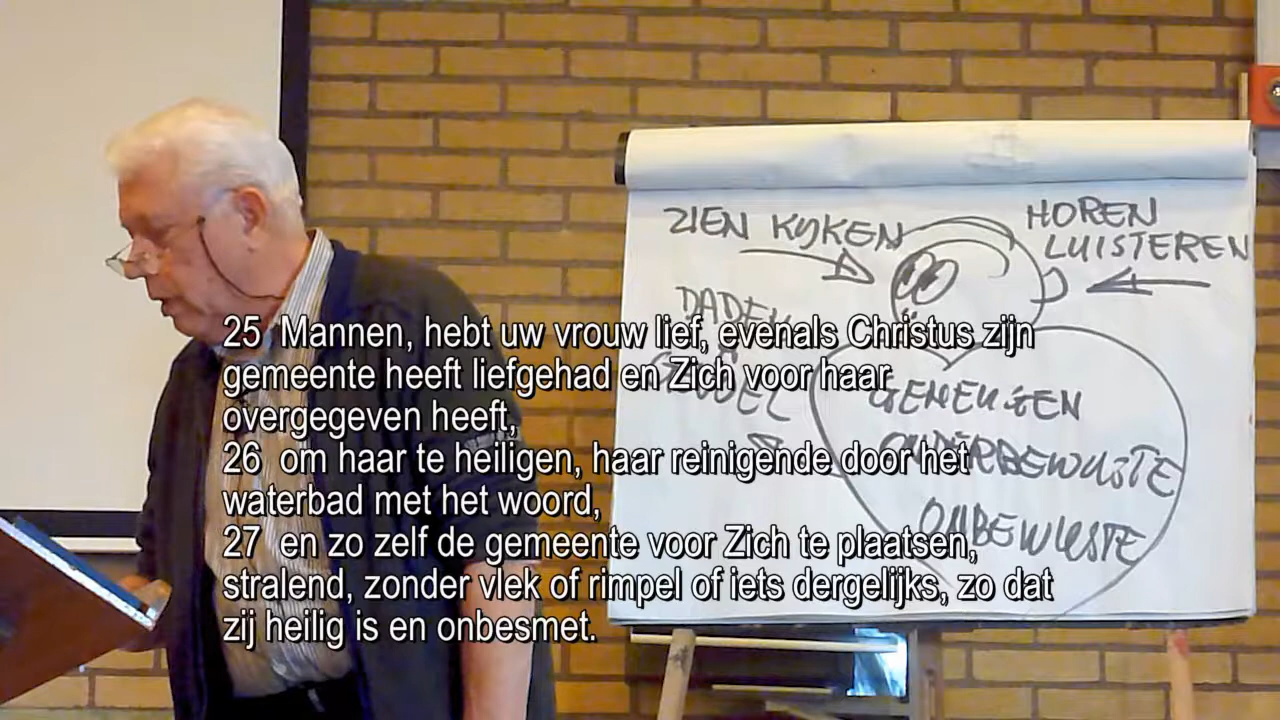 ZIEN KIJKEN
HOREN
LUISTEREN
DADEN
25 Mannen, hebt uw vrouw lief, evenals Christus zijn
gemeente heeft liefgehad en Zich voor haar
overgegeven heeft,
26 om haar te heiligen, haar reinigende door het
waterbad met het woord,
27 en zo zelf de gemeente voor Zich te plaatsen,
stralend, zonder vlek of rimpel of iets dergelijks, zo dat
zij heilig is en onbesmet.
GEHEUGEN
ONDERBEWUSTE
ONBEWUSTE